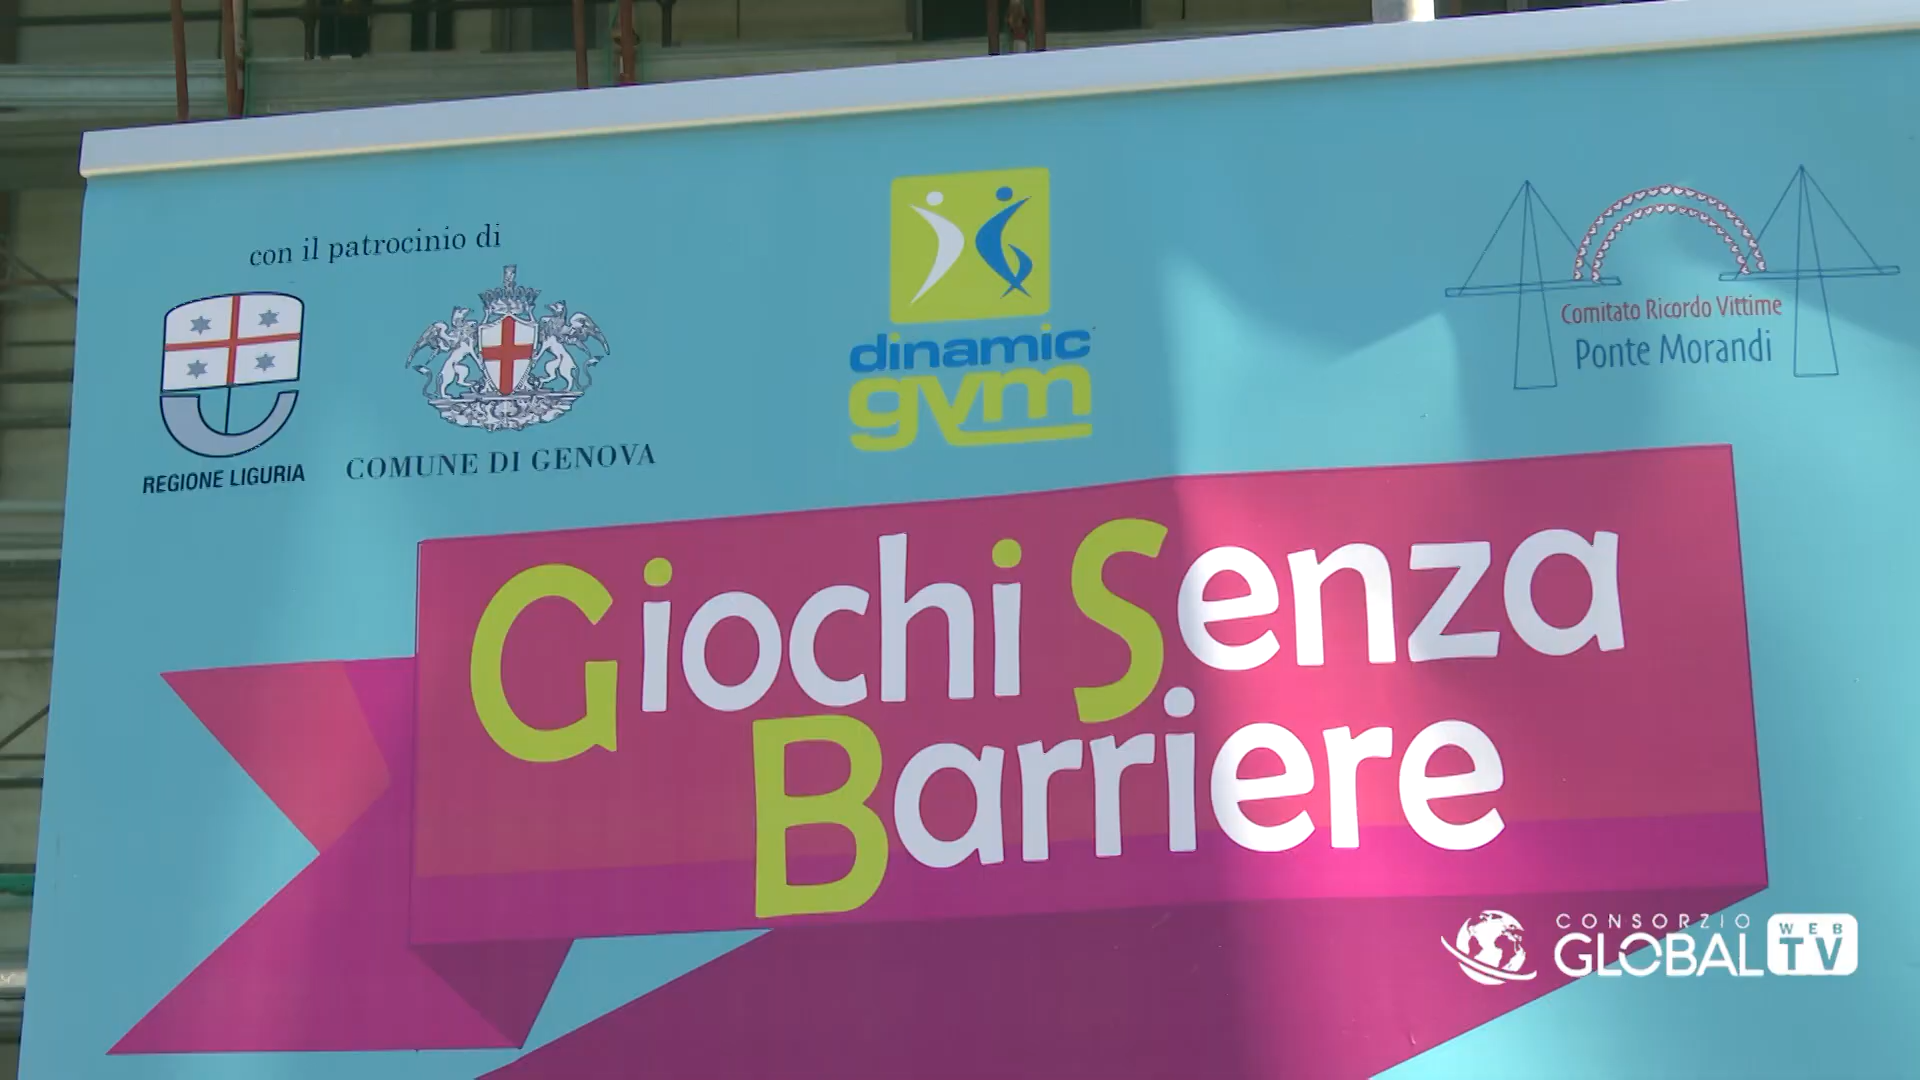 con il patrocinio di
REGIONE LIGURIA
COMUNE DI GENOVA
dinamic
gym
Comitato Ricordo Vittime
Ponte Morandi
Giochi Senza
Barriere
CONSORZIO
GLOBAL
WEB
TV